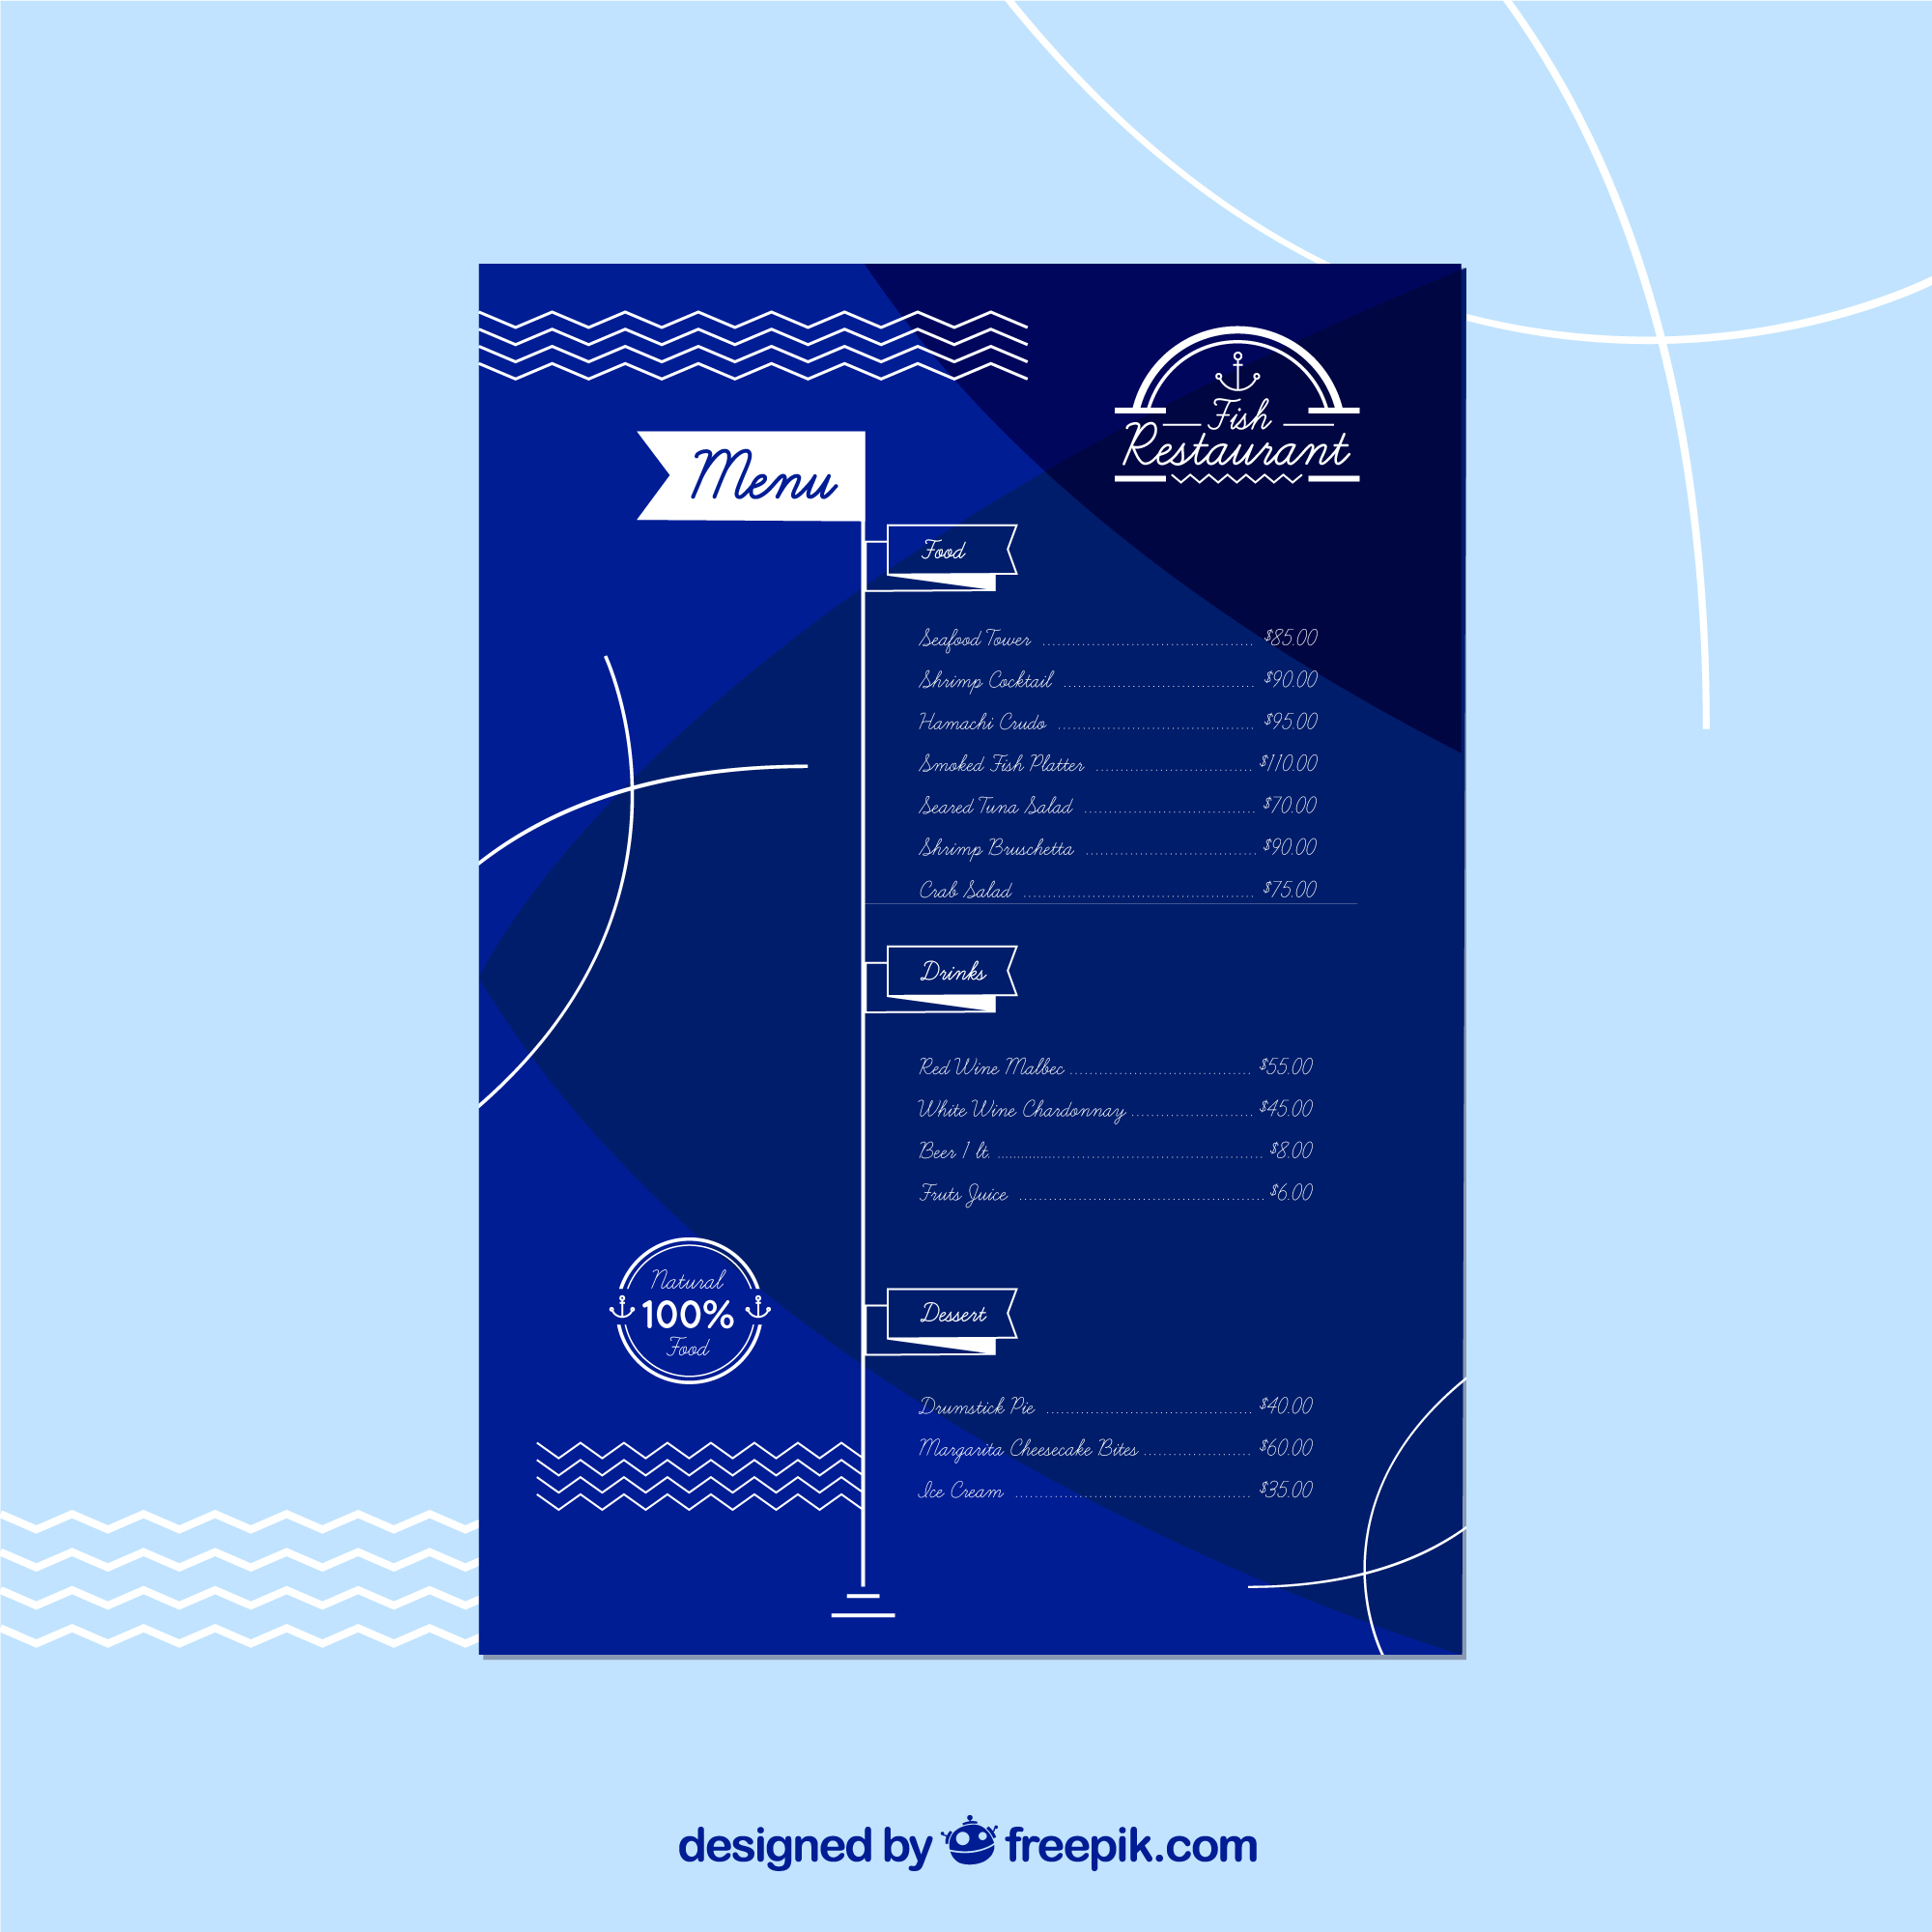 Fish
Restaurant
Menu
Food
Seafood Tower ........................................ $85.00
Shrimp Cocktail ........................................ $90.00
Hamachi Crudo ........................................ $95.00
Smoked Fish Platter ........................................ $110.00
Seared Tuna Salad ........................................ $70.00
Shrimp Bruschetta ........................................ $90.00
Crab Salad ........................................ $75.00
Drinks
Red Wine Malbec ........................................ $55.00
White Wine Chardonnay ........................................ $45.00
Beer 1 lt. ........................................ $8.00
Fruts Juice ........................................ $6.00
Natural
100%
Food
Dessert
Drumstick Pie ........................................ $40.00
Margarita Cheesecake Bites ........................................ $60.00
Ice Cream ........................................ $35.00
designed by freepik.com